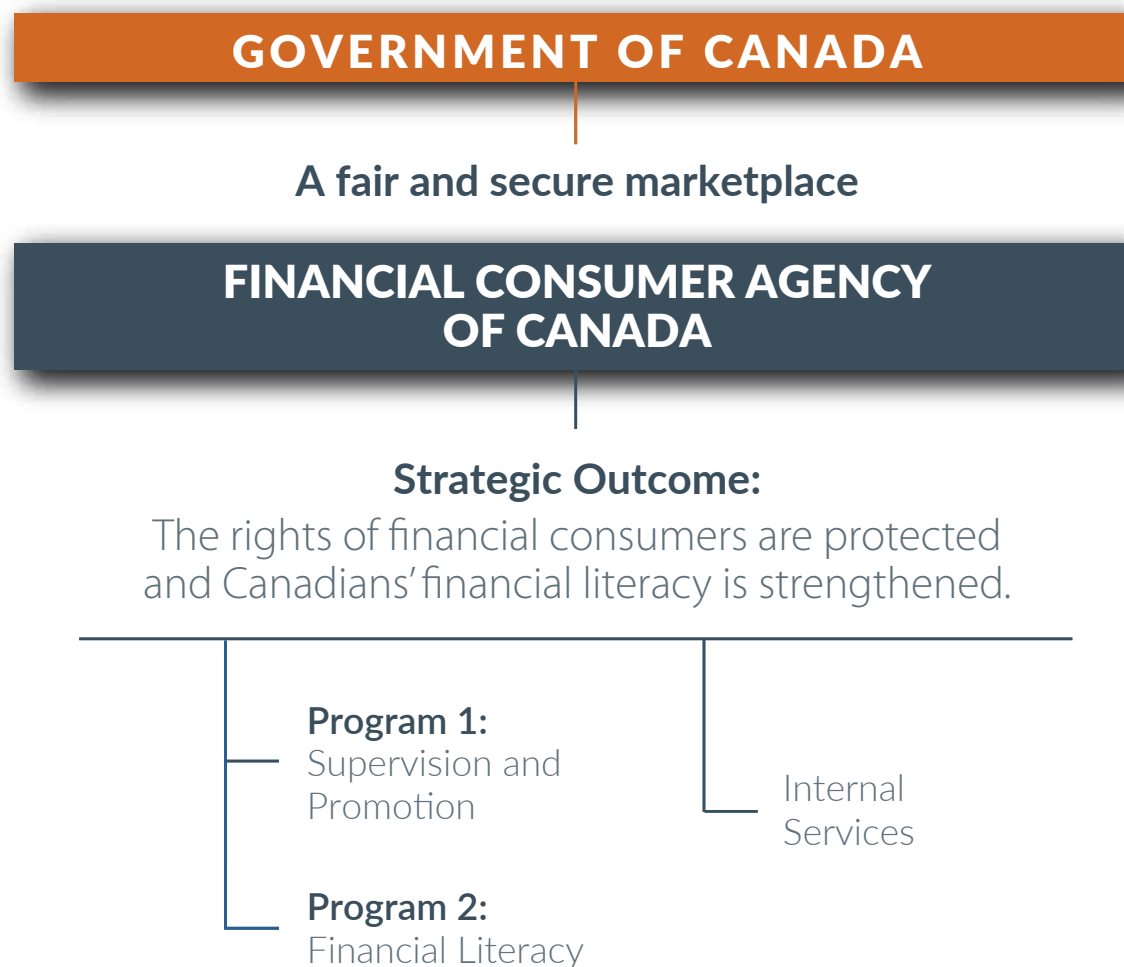 GOVERNMENT OF CANADA
A fair and secure marketplace
FINANCIAL CONSUMER AGENCY
OF CANADA
Strategic Outcome:
The rights of financial consumers are protected
and Canadians’ financial literacy is strengthened.
Program 1:
Supervision and
Promotion
Internal
Services
Program 2:
Financial Literacy